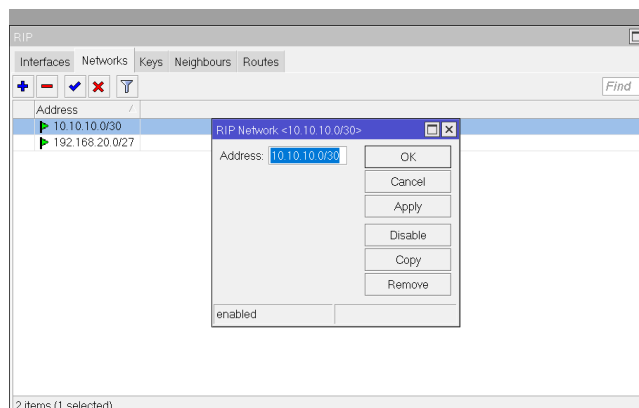 RIP
Interfaces Networks Keys Neighbours Routes
Find
Address
10.10.10.0/30
192.168.20.0/27
RIP Network <10.10.10.0/30>
Address: 10.10.10.0/30
OK
Cancel
Apply
Disable
Copy
Remove
enabled
2 items (1 selected)